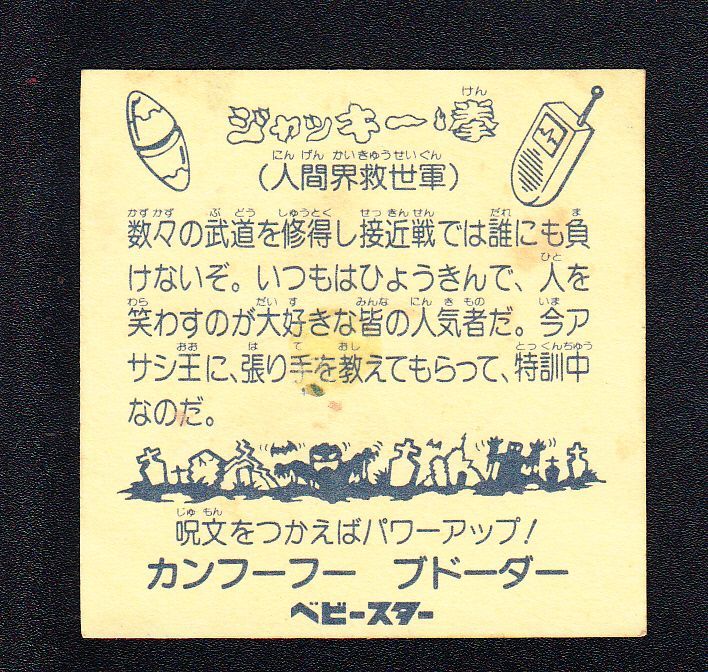 ジャッキー拳
(人間界救世軍)
数々の武道を修得し接近戦では誰にも負
けないぞ。いつもはひょうきんで、人を
笑わすのが大好きな皆の人気者だ。今ア
サシ王に、張り手を教えてもらって、特訓中
なのだ。
呪文をつかえばパワーアップ!
カンフーフー ブドーダー
ベビースター